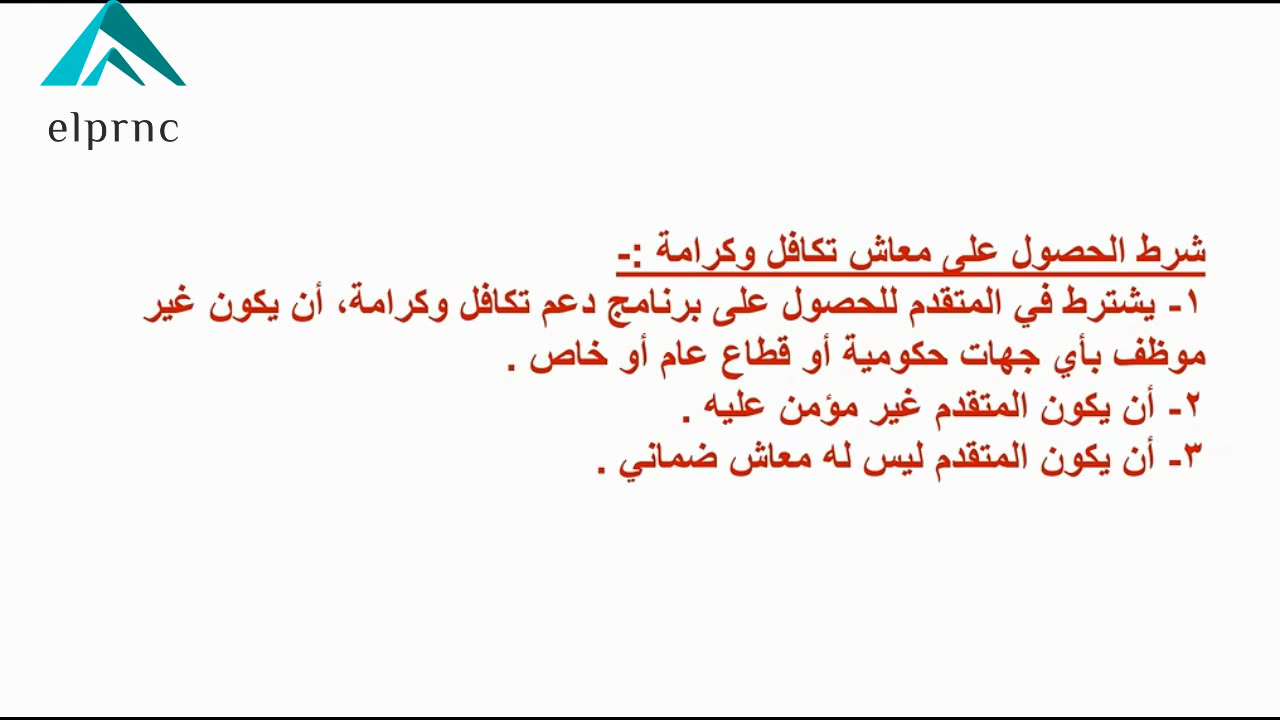 elprnc
شرط الحصول على معاش تكافل وكرامة :-
١- يشترط في المتقدم للحصول على برنامج دعم تكافل وكرامة، أن يكون غير
موظف بأي جهات حكومية أو قطاع عام أو خاص .
٢- أن يكون المتقدم غير مؤمن عليه .
٣- أن يكون المتقدم ليس له معاش ضماني .